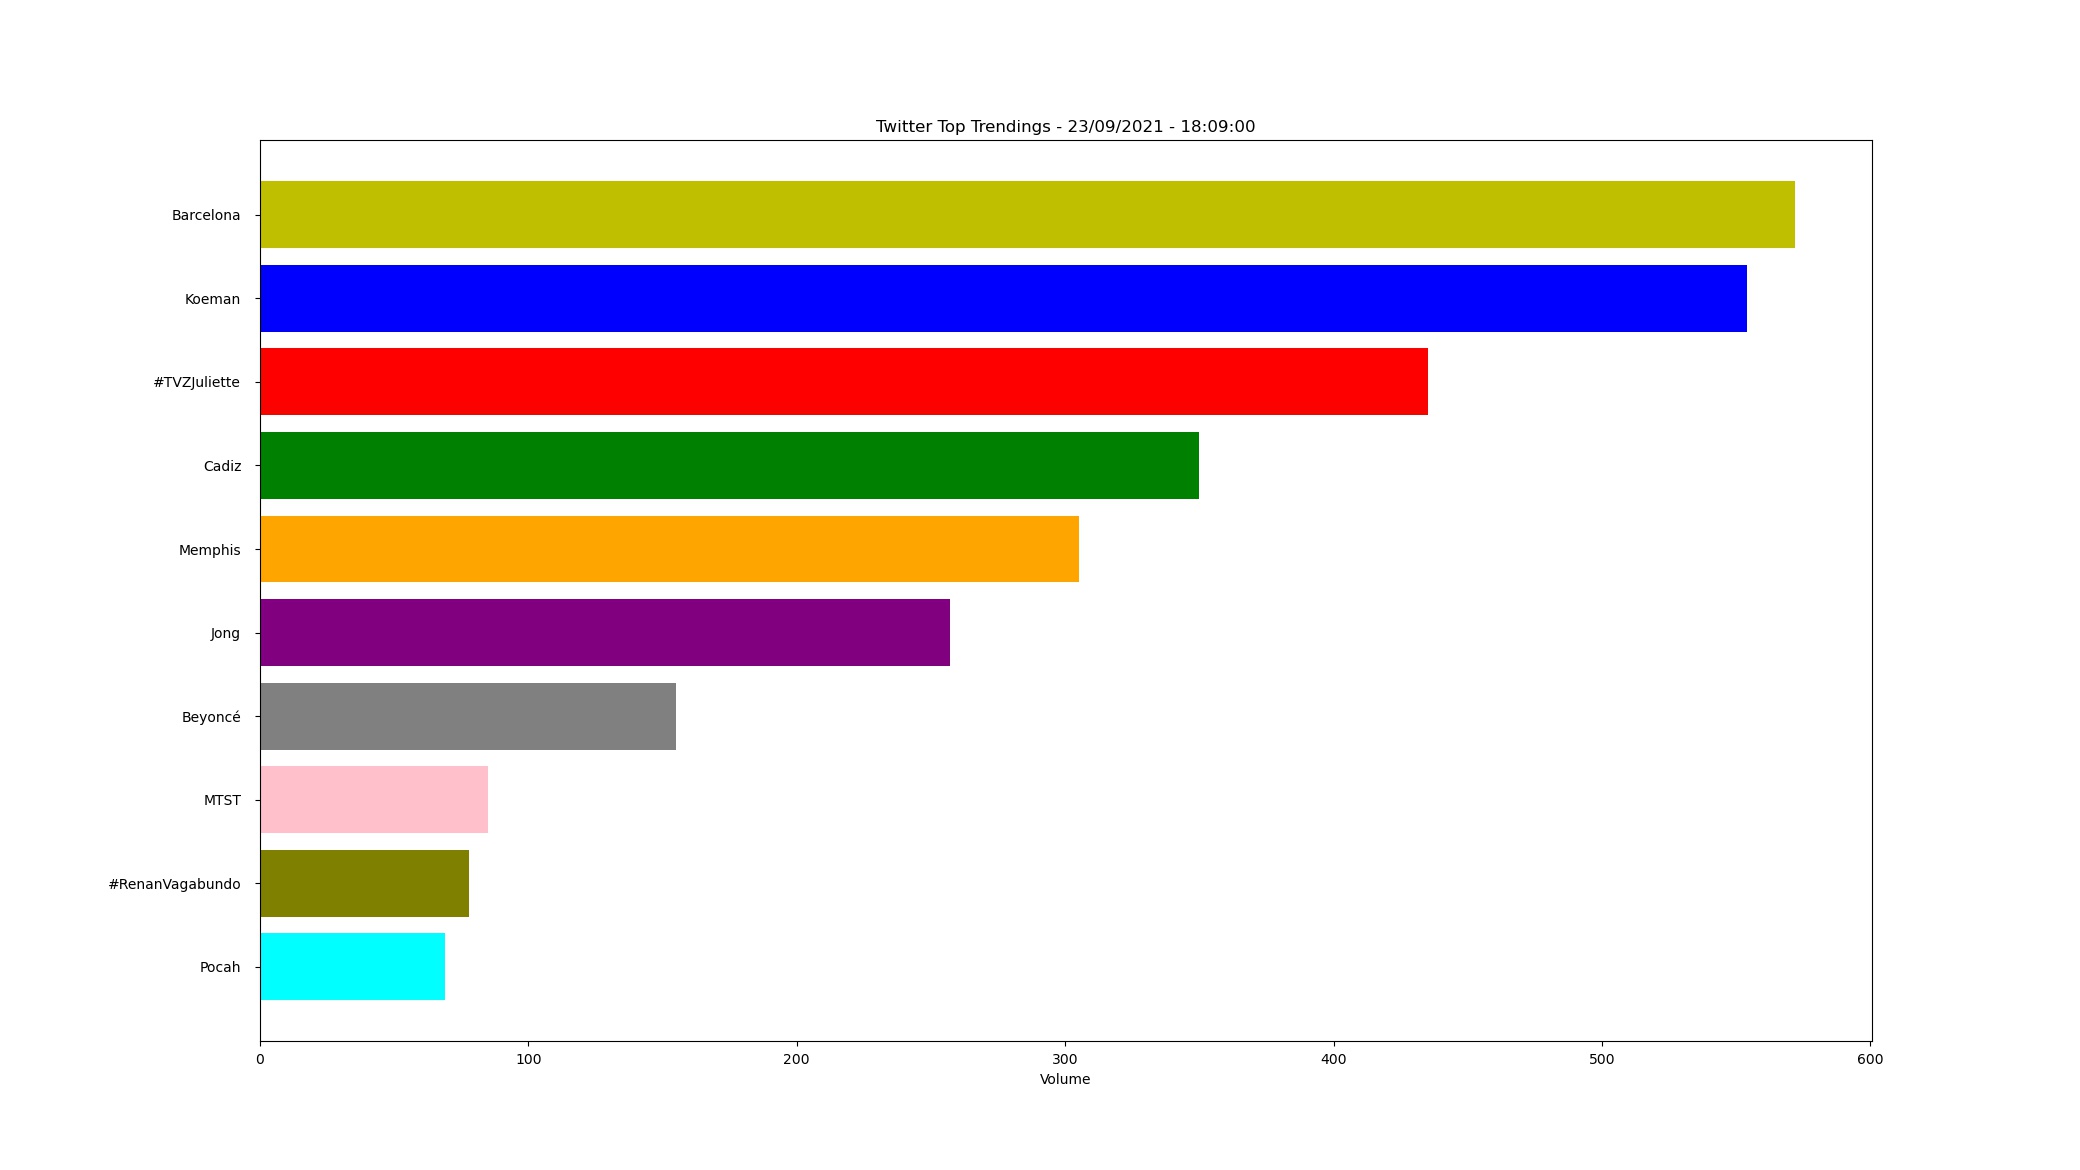 Twitter Top Trendings - 23/09/2021 - 18:09:00
Barcelona
Koeman
#TVZJuliette
Cadiz
Memphis
Jong
Beyoncé
MTST
#RenanVagabundo
Pocah
0 100 200 300 400 500 600
Volume